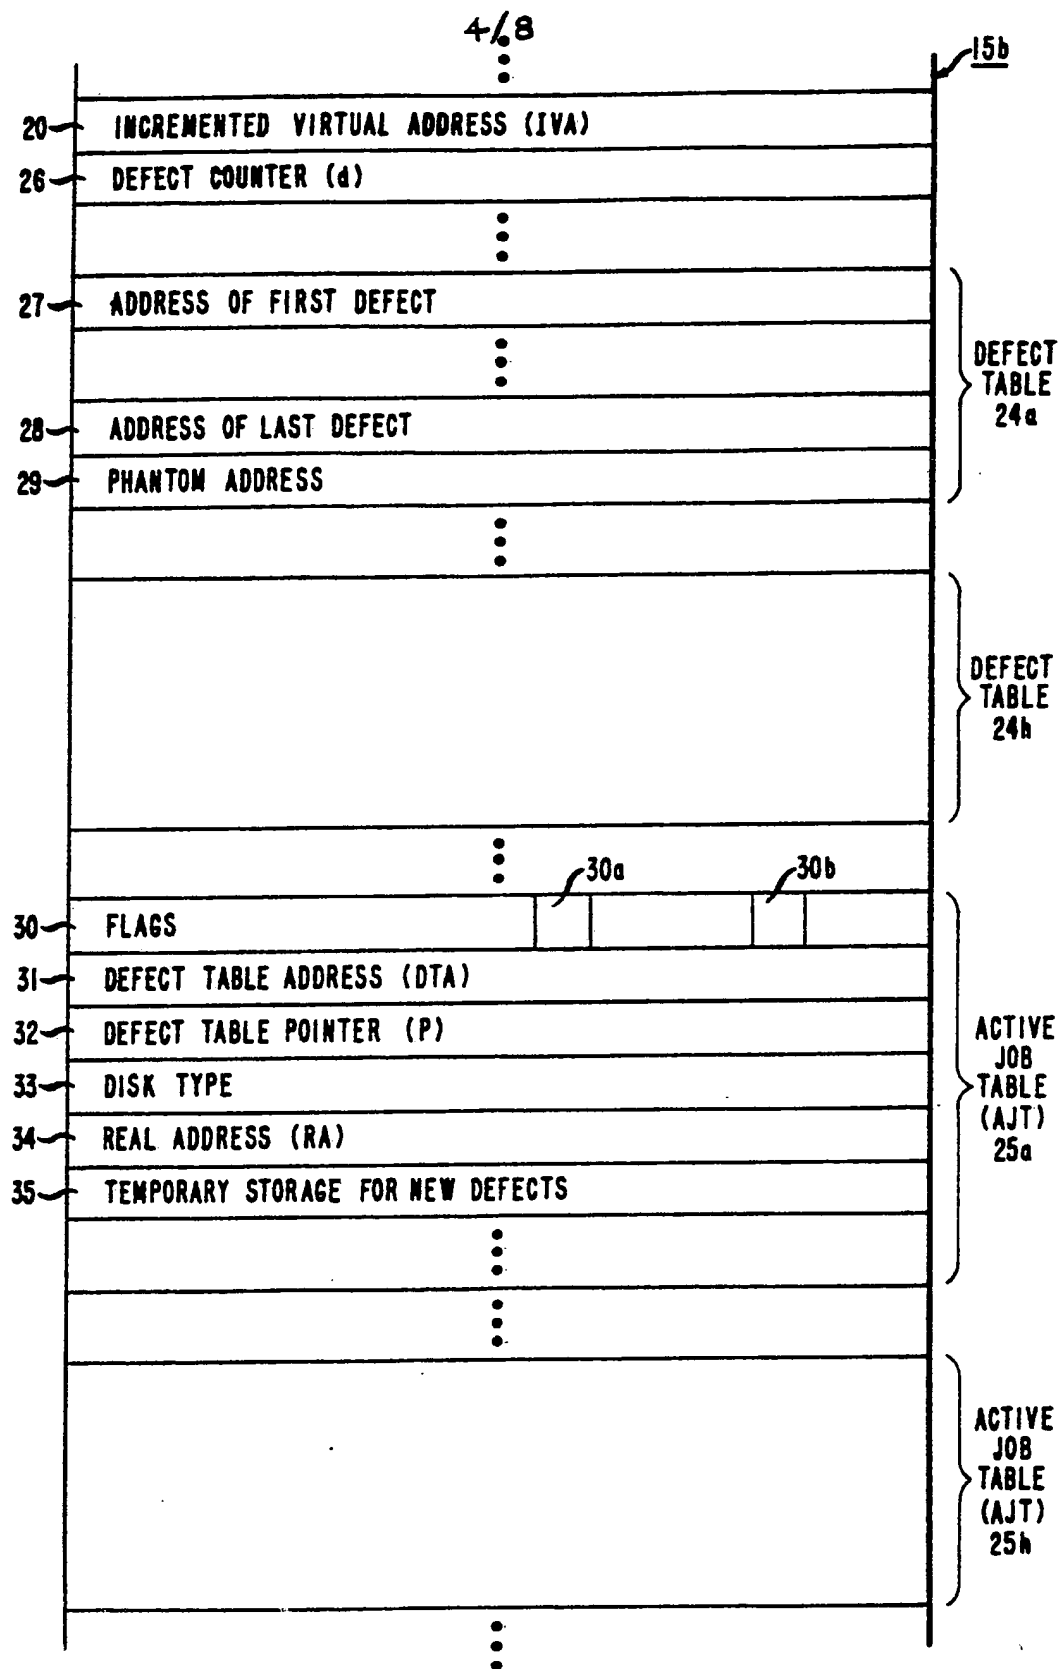 4/8
15b
20 INCREMENTED VIRTUAL ADDRESS (IVA)
26 DEFECT COUNTER (d)
27 ADDRESS OF FIRST DEFECT
DEFECT
TABLE
24a
28 ADDRESS OF LAST DEFECT
29 PHANTOM ADDRESS
DEFECT
TABLE
24h
30a
30b
30 FLAGS
31 DEFECT TABLE ADDRESS (DTA)
32 DEFECT TABLE POINTER (P)
33 DISK TYPE
34 REAL ADDRESS (RA)
35 TEMPORARY STORAGE FOR NEW DEFECTS
ACTIVE
JOB
TABLE
(AJT)
25a
ACTIVE
JOB
TABLE
(AJT)
25h